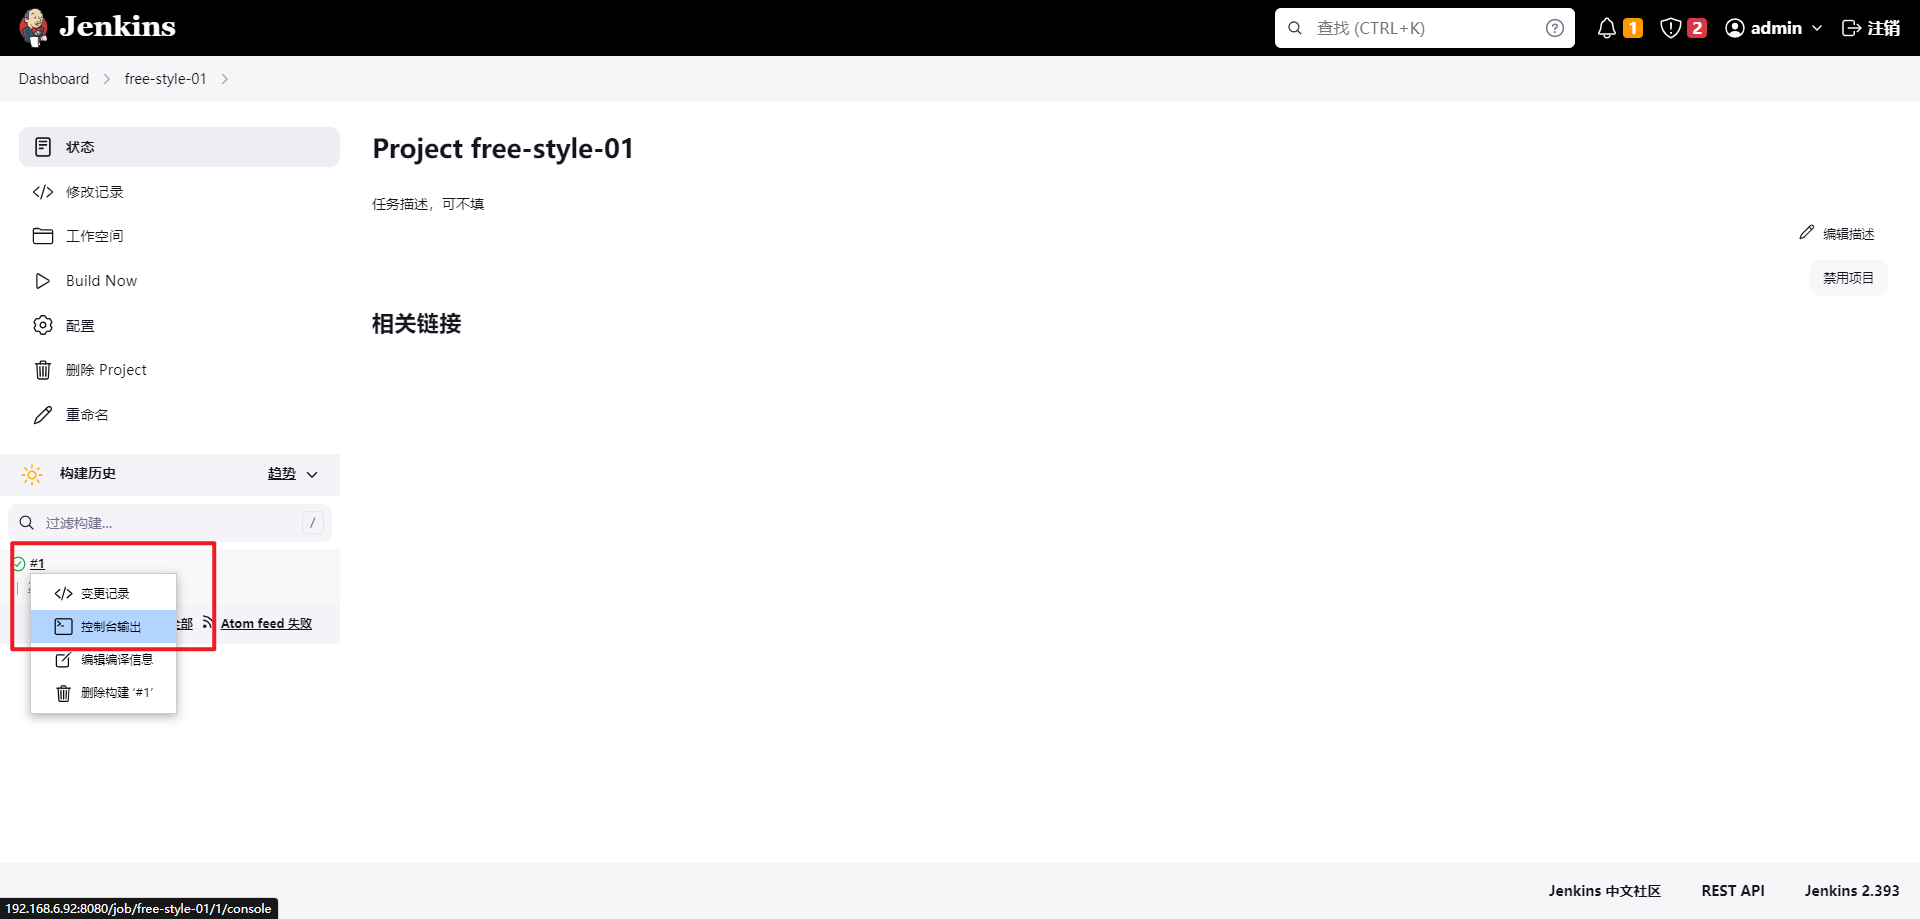 Jenkins
查找 (CTRL+K)
1
2
admin
注销
Dashboard
free-style-01
状态
修改记录
工作空间
Build Now
配置
删除 Project
重命名
Project free-style-01
任务描述，可不填
编辑描述
禁用项目
相关链接
构建历史
趋势
过滤构建...
/
#1
变更记录
控制台输出
编辑编译信息
删除构建 ‘#1’
部
Atom feed 失败
Jenkins 中文社区
REST API
Jenkins 2.393
192.168.6.92:8080/job/free-style-01/1/console